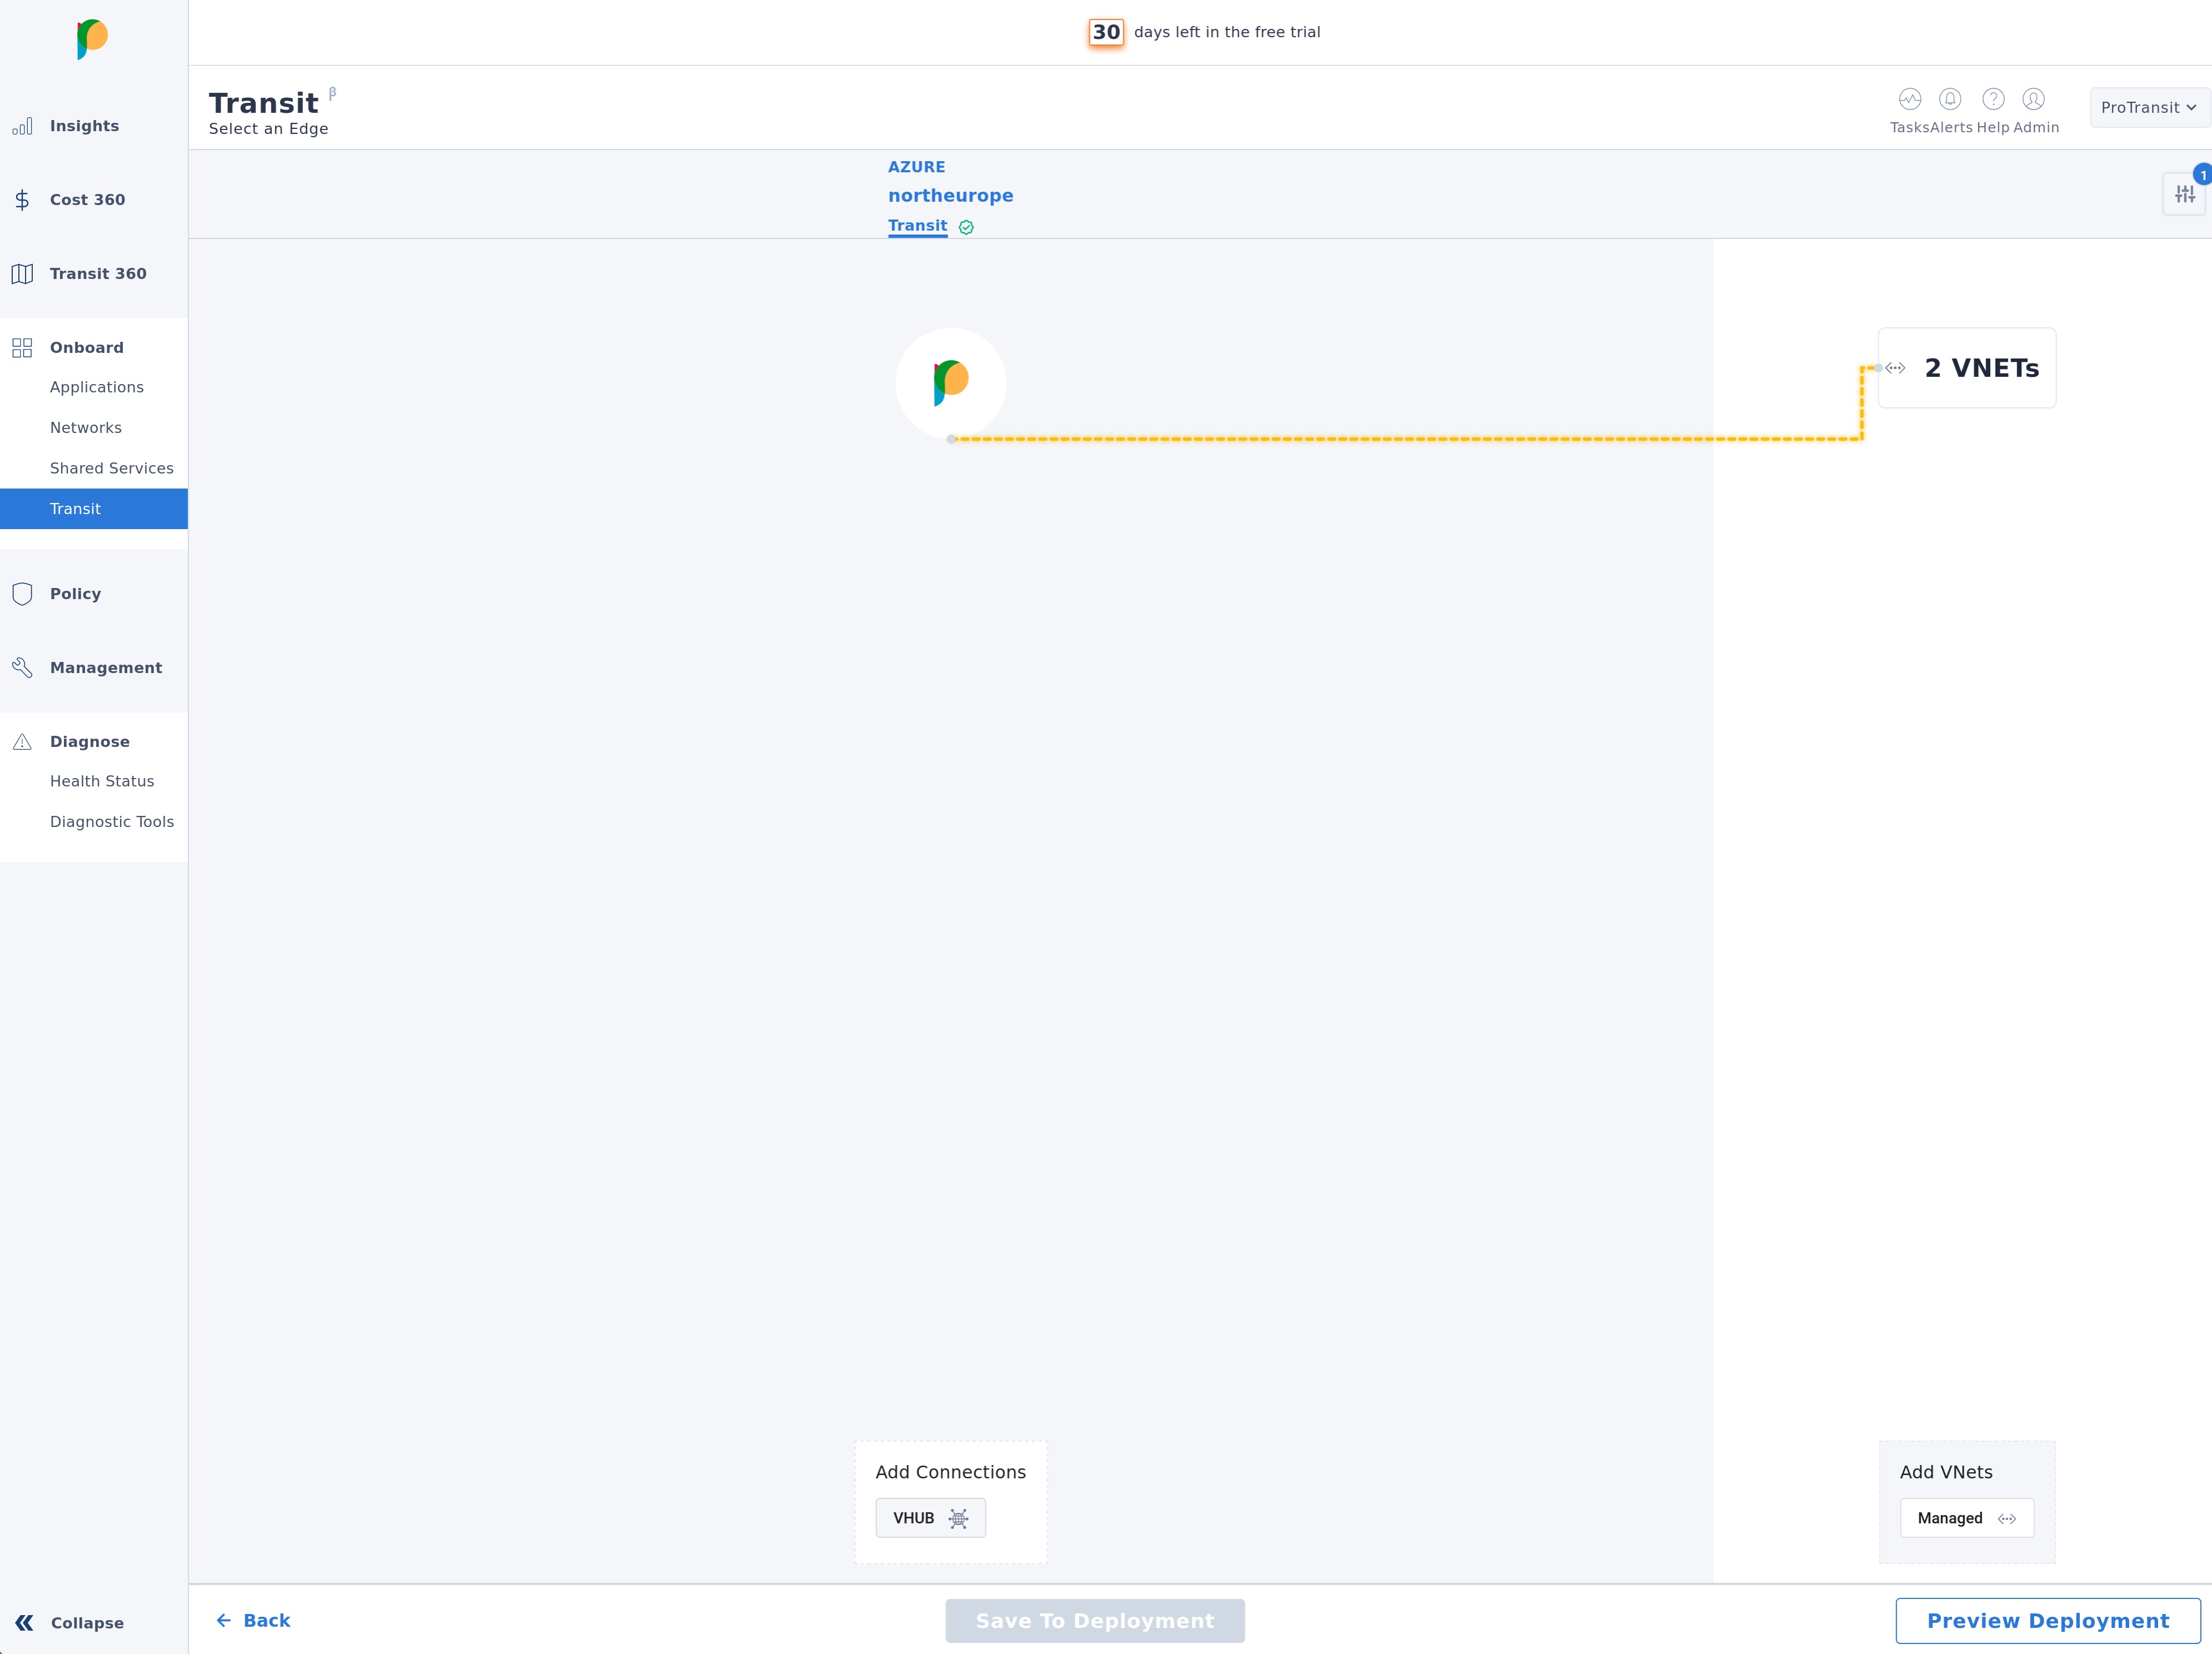 30 days left in the free trial
Transit β
Select an Edge
Tasks
Alerts
Help
Admin
ProTransit
Insights
Cost 360
Transit 360
Onboard
Applications
Networks
Shared Services
Transit
Policy
Management
Diagnose
Health Status
Diagnostic Tools
Collapse
AZURE
northeurope
Transit
1
2 VNETs
Add Connections
VHUB
Add VNets
Managed
Back
Save To Deployment
Preview Deployment